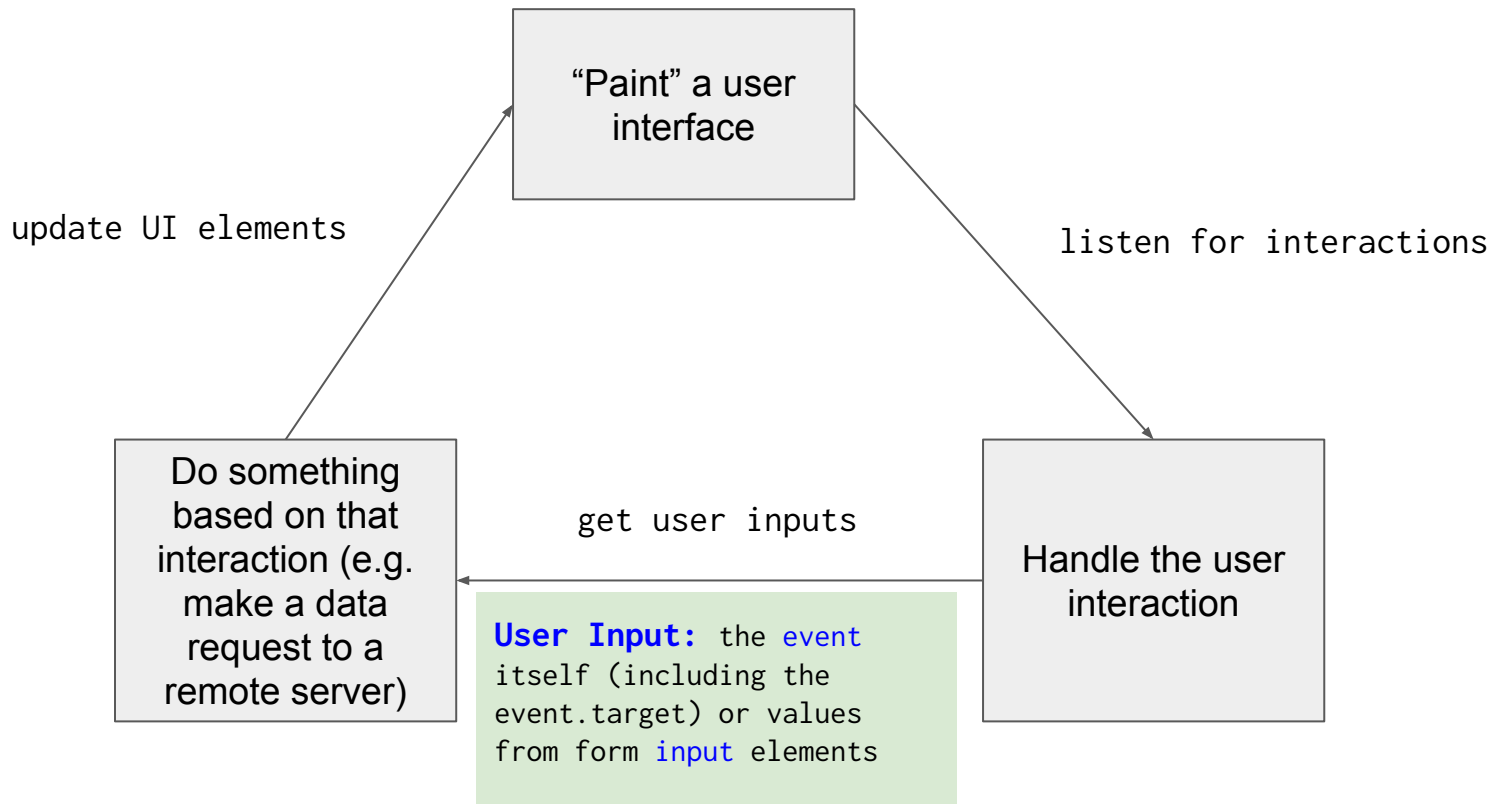 “Paint” a user
interface
update UI elements
listen for interactions
Do something
based on that
interaction (e.g.
make a data
request to a
remote server)
get user inputs
Handle the user
interaction
User Input: the event
itself (including the
event.target) or values
from form input elements